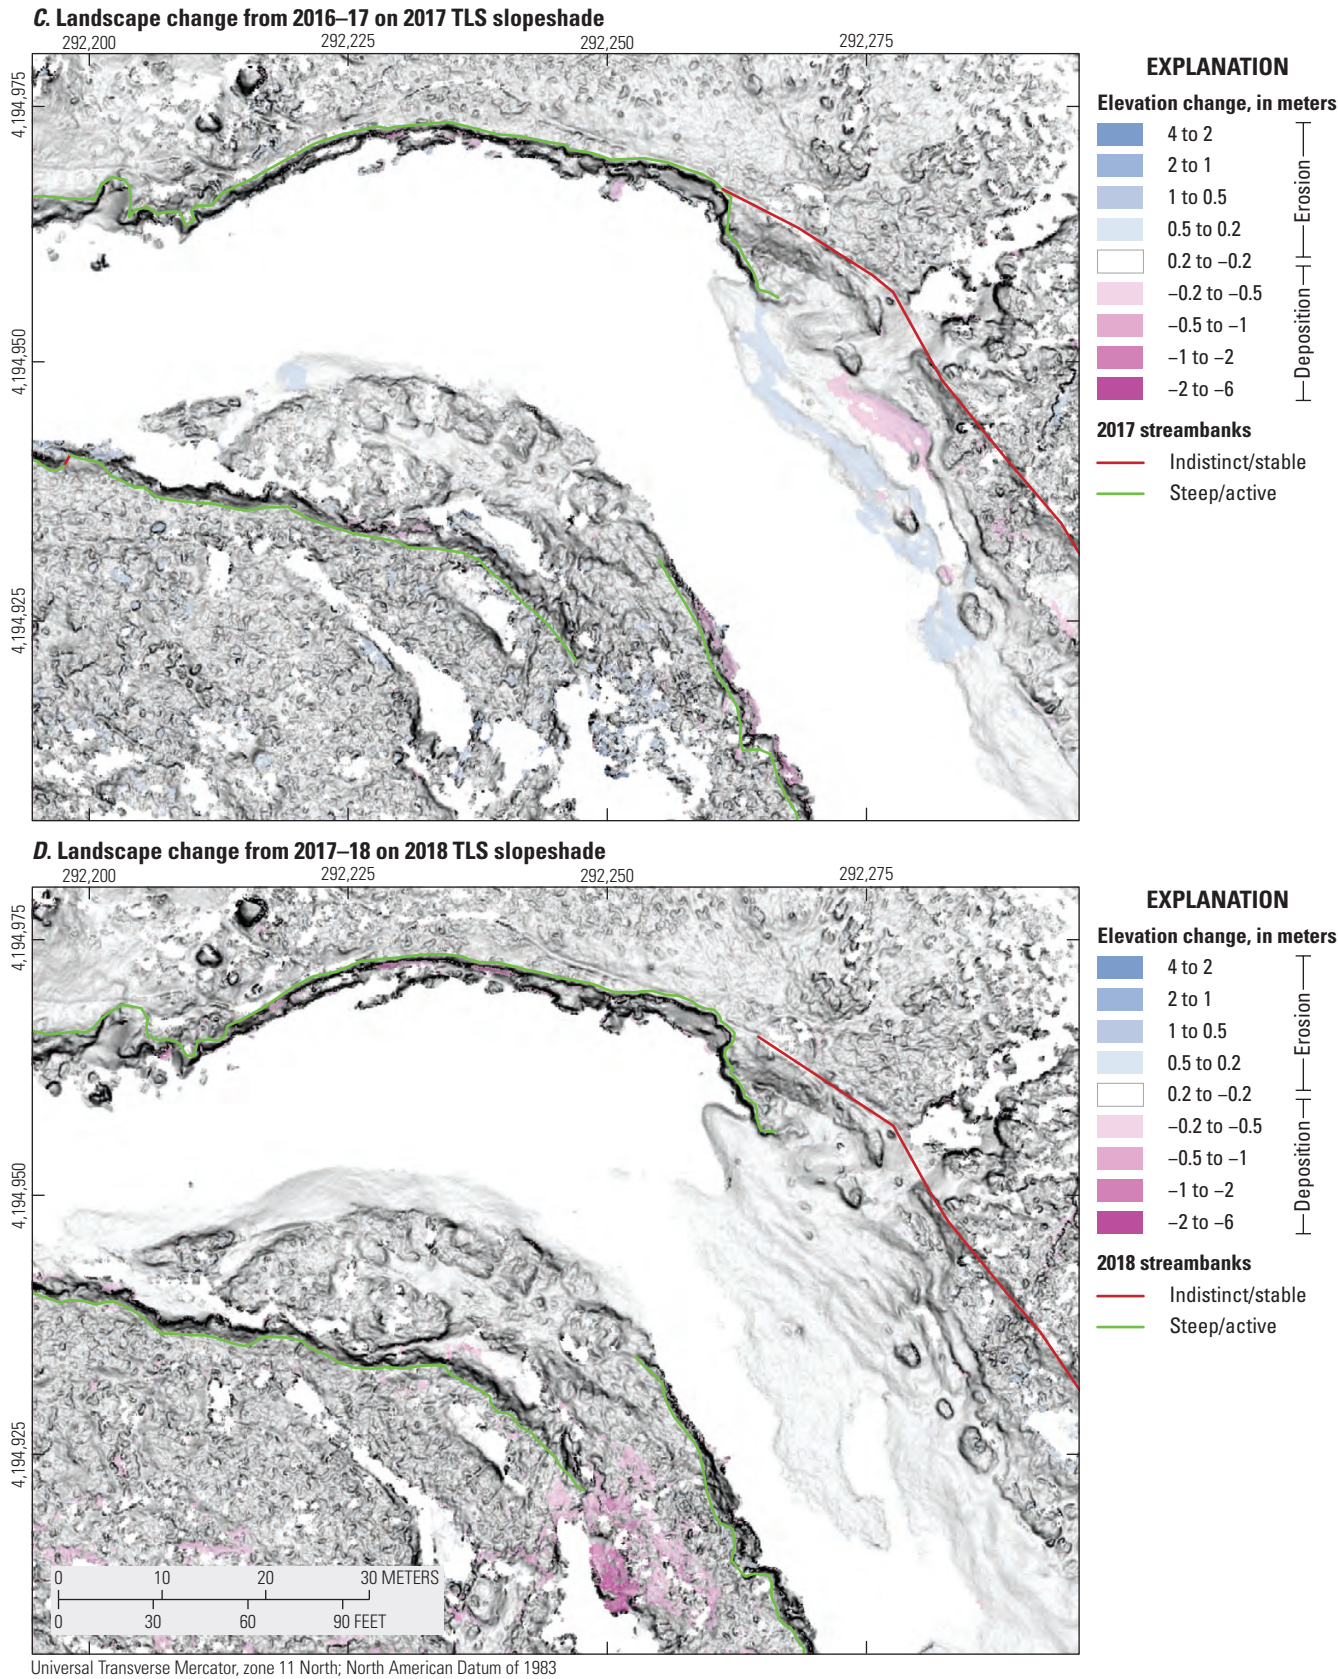 C. Landscape change from 2016–17 on 2017 TLS slopeshade
292,200 292,225 292,250 292,275
4,194,975
4,194,950
4,194,925
EXPLANATION
Elevation change, in meters
4 to 2
2 to 1
1 to 0.5
0.5 to 0.2
0.2 to −0.2
−0.2 to −0.5
−0.5 to −1
−1 to −2
−2 to −6
Erosion
Deposition
2017 streambanks
Indistinct/stable
Steep/active
D. Landscape change from 2017–18 on 2018 TLS slopeshade
292,200 292,225 292,250 292,275
4,194,975
4,194,950
4,194,925
EXPLANATION
Elevation change, in meters
4 to 2
2 to 1
1 to 0.5
0.5 to 0.2
0.2 to −0.2
−0.2 to −0.5
−0.5 to −1
−1 to −2
−2 to −6
Erosion
Deposition
2018 streambanks
Indistinct/stable
Steep/active
0 10 20 30 METERS
0 30 60 90 FEET
Universal Transverse Mercator, zone 11 North; North American Datum of 1983